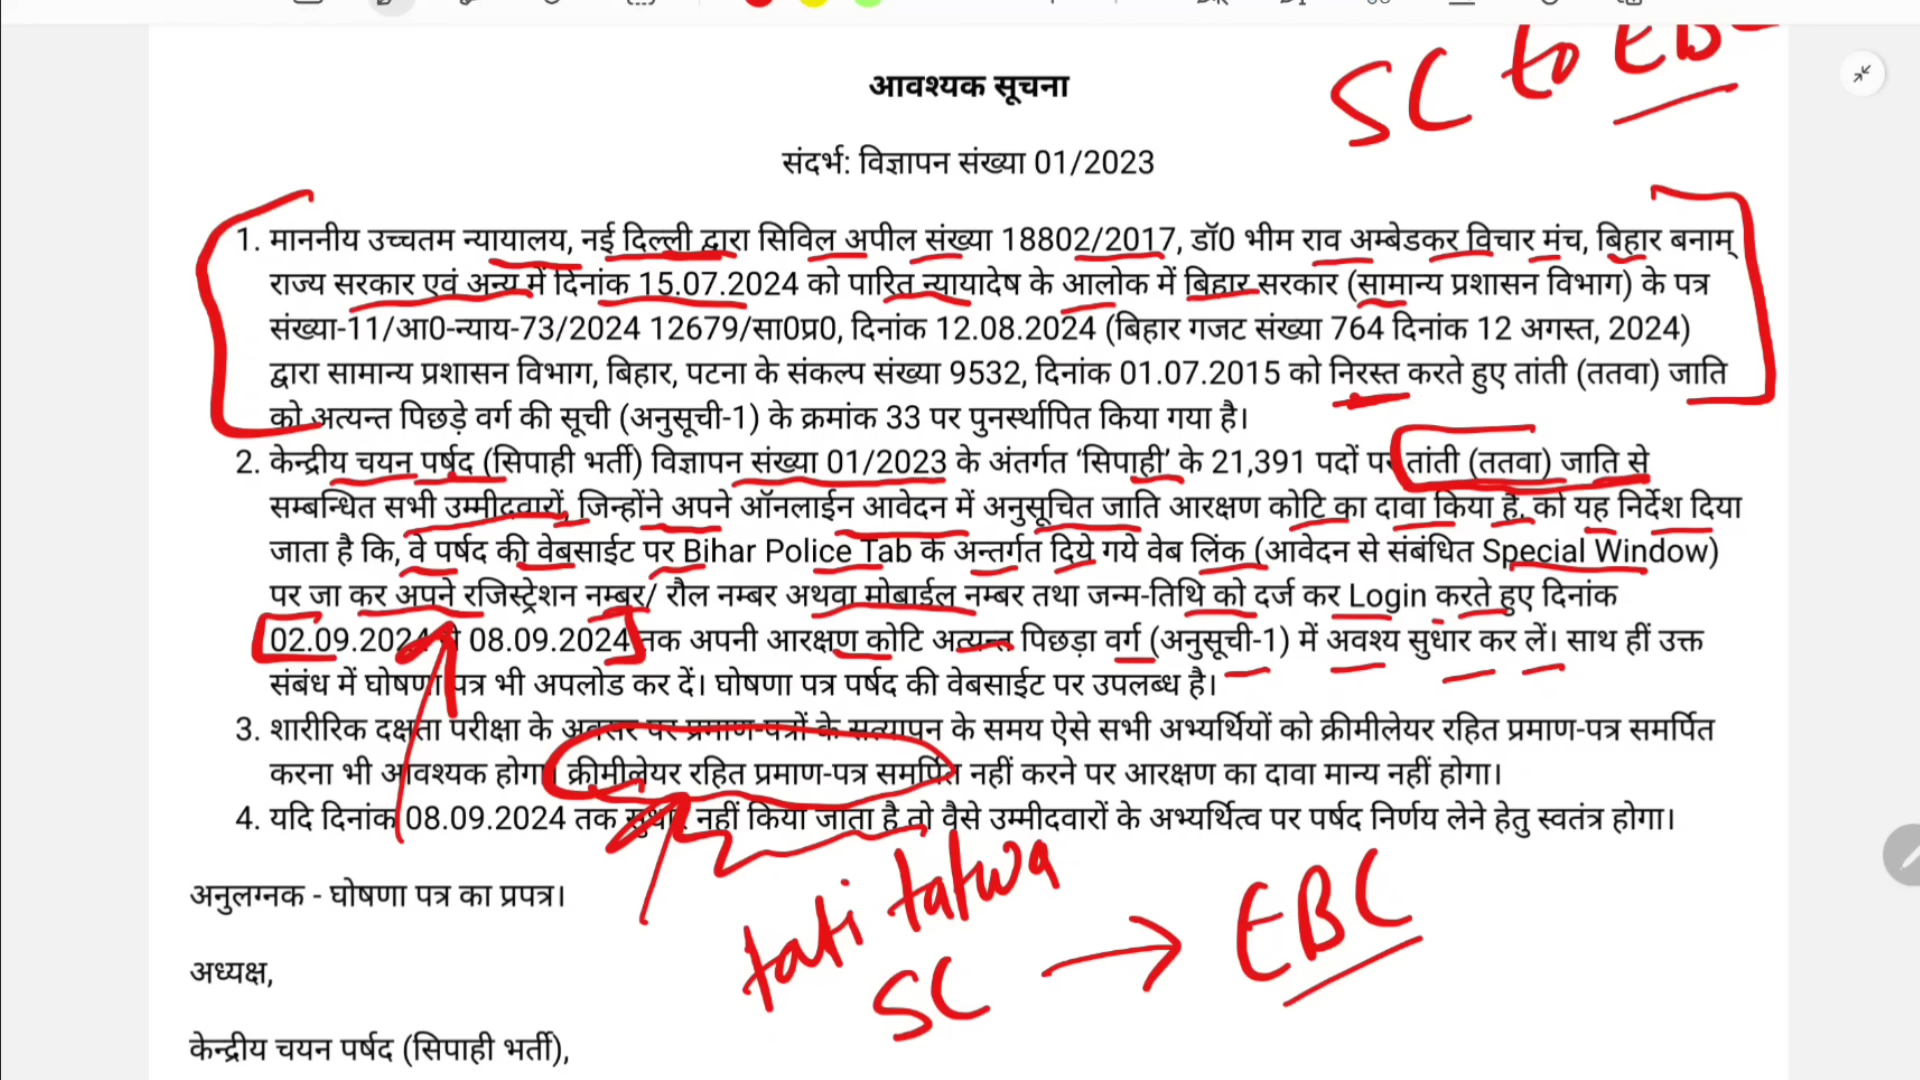 SC to EBC
आवश्यक सूचना
संदर्भ: विज्ञापन संख्या 01/2023
1. माननीय उच्चतम न्यायालय, नई दिल्ली द्वारा सिविल अपील संख्या 18802/2017, डॉ0 भीम राव अम्बेडकर विचार मंच, बिहार बनाम्
राज्य सरकार एवं अन्य में दिनांक 15.07.2024 को पारित न्यायादेष के आलोक में बिहार सरकार (सामान्य प्रशासन विभाग) के पत्र
संख्या-11/आ0-न्याय-73/2024 12679/सा0प्र0, दिनांक 12.08.2024 (बिहार गजट संख्या 764 दिनांक 12 अगस्त, 2024)
द्वारा सामान्य प्रशासन विभाग, बिहार, पटना के संकल्प संख्या 9532, दिनांक 01.07.2015 को निरस्त करते हुए तांती (ततवा) जाति
को अत्यन्त पिछड़े वर्ग की सूची (अनुसूची-1) के क्रमांक 33 पर पुनर्स्थापित किया गया है।
2. केन्द्रीय चयन पर्षद (सिपाही भर्ती) विज्ञापन संख्या 01/2023 के अंतर्गत ‘सिपाही’ के 21,391 पदों पर तांती (ततवा) जाति से
सम्बन्धित सभी उम्मीदवारों, जिन्होंने अपने ऑनलाईन आवेदन में अनुसूचित जाति आरक्षण कोटि का दावा किया है, को यह निर्देश दिया
जाता है कि, वे पर्षद की वेबसाईट पर Bihar Police Tab के अन्तर्गत दिये गये वेब लिंक (आवेदन से संबंधित Special Window)
पर जा कर अपने रजिस्ट्रेशन नम्बर/ रौल नम्बर अथवा मोबाईल नम्बर तथा जन्म-तिथि को दर्ज कर Login करते हुए दिनांक
02.09.2024 से 08.09.2024 तक अपनी आरक्षण कोटि अत्यन्त पिछड़ा वर्ग (अनुसूची-1) में अवश्य सुधार कर लें। साथ हीं उक्त
संबंध में घोषणा पत्र भी अपलोड कर दें। घोषणा पत्र पर्षद की वेबसाईट पर उपलब्ध है।
3. शारीरिक दक्षता परीक्षा के अवसर पर प्रमाण-पत्रों के सत्यापन के समय ऐसे सभी अभ्यर्थियों को क्रीमीलेयर रहित प्रमाण-पत्र समर्पित
करना भी आवश्यक होगा। क्रीमीलेयर रहित प्रमाण-पत्र समर्पित नहीं करने पर आरक्षण का दावा मान्य नहीं होगा।
4. यदि दिनांक 08.09.2024 तक सुधार नहीं किया जाता है तो वैसे उम्मीदवारों के अभ्यर्थित्व पर पर्षद निर्णय लेने हेतु स्वतंत्र होगा।
tati tatwa
SC → EBC
अनुलग्नक - घोषणा पत्र का प्रपत्र।
अध्यक्ष,
केन्द्रीय चयन पर्षद (सिपाही भर्ती),